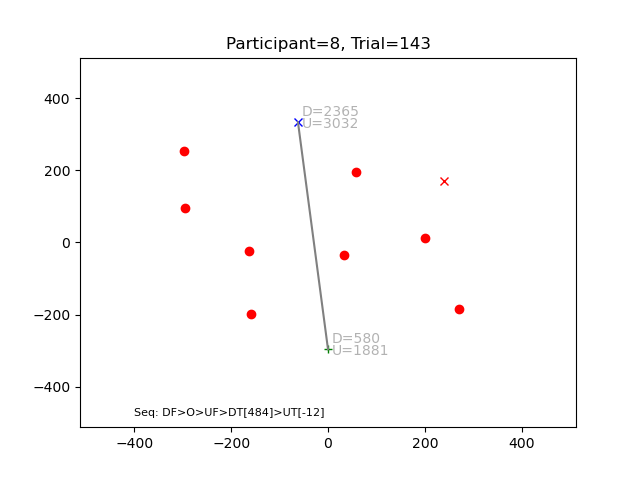 Participant=8, Trial=143
D=2365
U=3032
D=580
U=1881
Seq: DF>O>UF>DT[484]>UT[-12]
400
200
0
−200
−400
−400
−200
0
200
400